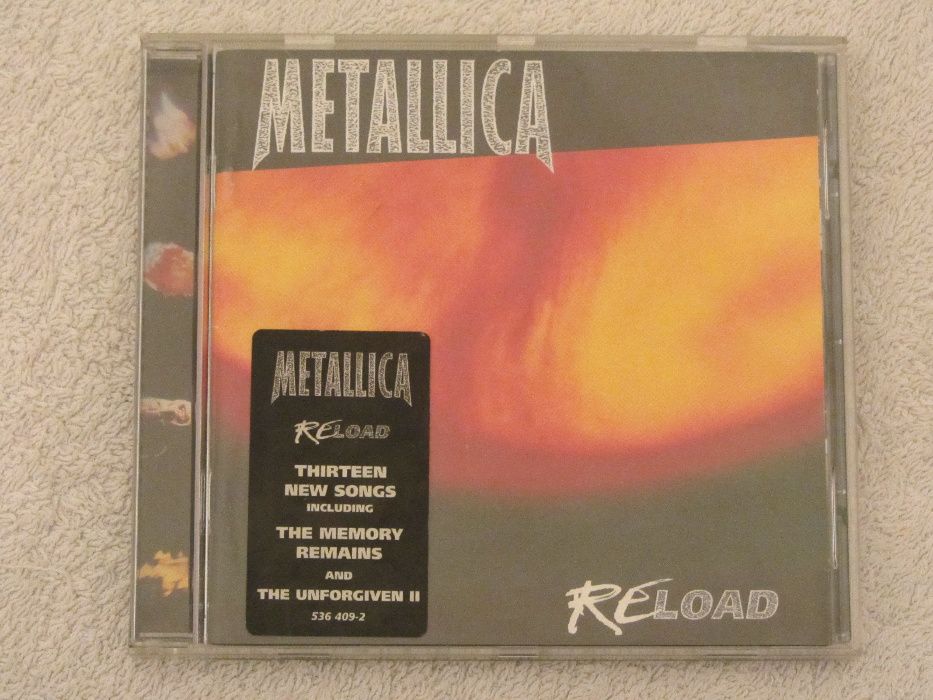 METALLICA
METALLICA
RELOAD
THIRTEEN
NEW SONGS
INCLUDING
THE MEMORY
REMAINS
AND
THE UNFORGIVEN II
536 409-2
RELOAD